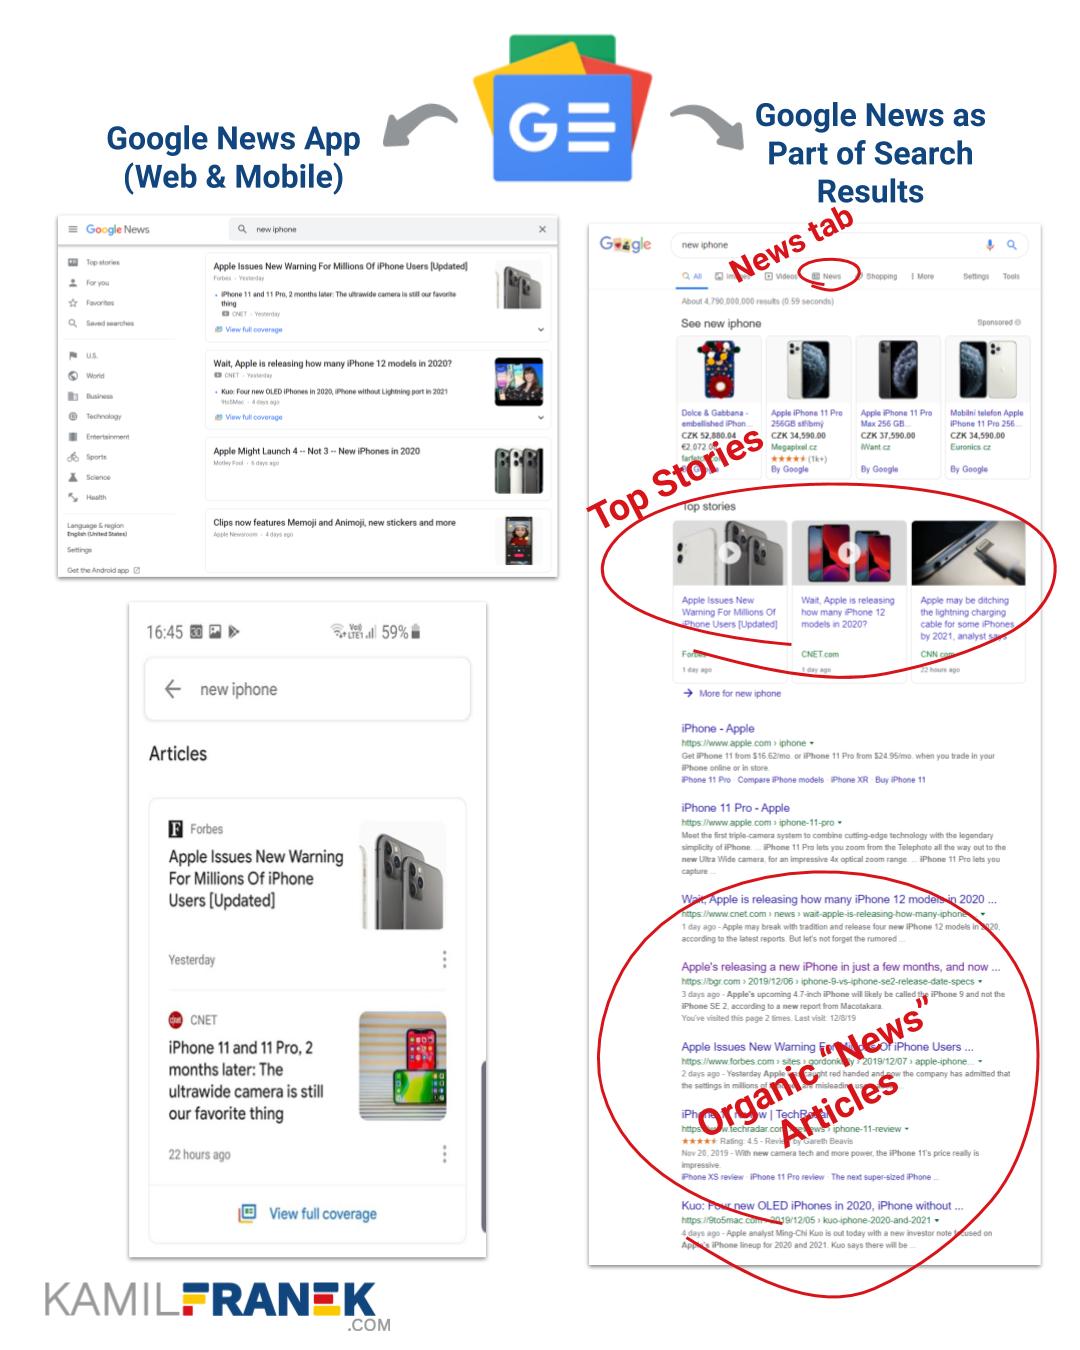 GE
Google News App
(Web & Mobile)
Google News as
Part of Search
Results
Google News
new iphone
Top stories
For you
Favorites
Saved searches
U.S.
World
Business
Technology
Entertainment
Sports
Science
Health
Language & region
English (United States)
Settings
Get the Android app
Apple Issues New Warning For Millions Of iPhone Users [Updated]
Forbes · Yesterday
• iPhone 11 and 11 Pro, 2 months later: The ultrawide camera is still our favorite
thing
CNET · Yesterday
View full coverage
Wait, Apple is releasing how many iPhone 12 models in 2020?
CNET · Yesterday
• Kuo: Four new OLED iPhones in 2020, iPhone without Lightning port in 2021
9to5Mac · 4 days ago
View full coverage
Apple Might Launch 4 -- Not 3 -- New iPhones in 2020
Motley Fool · 6 days ago
Clips now features Memoji and Animoji, new stickers and more
Apple Newsroom · 4 days ago
16:45
Vo))
LTE1
59%
new iphone
Articles
Forbes
Apple Issues New Warning
For Millions Of iPhone
Users [Updated]
Yesterday
cnet
CNET
iPhone 11 and 11 Pro, 2
months later: The
ultrawide camera is still
our favorite thing
22 hours ago
View full coverage
Google
new iphone
News tab
All
Videos
News
Shopping
More
Settings
Tools
About 4,790,000,000 results (0.59 seconds)
See new iphone
Sponsored
Dolce & Gabbana -
embellished iPhon...
CZK 52,880.04
By Google
Apple iPhone 11 Pro
256GB stříbrný
CZK 34,590.00
Megapixel.cz
(1k+)
By Google
Apple iPhone 11 Pro
Max 256 GB...
CZK 37,590.00
iWant.cz
By Google
Mobilní telefon Apple
iPhone 11 Pro 256...
CZK 34,590.00
Euronics.cz
By Google
Top Stories
Top stories
Apple Issues New
Warning For Millions Of
iPhone Users [Updated]
Forbes
1 day ago
Wait, Apple is releasing
how many iPhone 12
models in 2020?
CNET.com
1 day ago
Apple may be ditching
the lightning charging
cable for some iPhones
by 2021, analyst says
CNN.com
22 hours ago
More for new iphone
iPhone - Apple
https://www.apple.com › iphone
Get iPhone 11 from $16.62/mo. or iPhone 11 Pro from $24.95/mo. when you trade in your
iPhone online or in store.
iPhone 11 Pro · Compare iPhone models · iPhone XR · Buy iPhone 11
iPhone 11 Pro - Apple
https://www.apple.com › iphone-11-pro
Meet the first triple-camera system to combine cutting-edge technology with the legendary
simplicity of iPhone. ... iPhone 11 Pro lets you zoom from the Telephoto all the way out to the
new Ultra Wide camera, for an impressive 4x optical zoom range. ... iPhone 11 Pro lets you
capture ...
Wait, Apple is releasing how many iPhone 12 models in 2020 ...
https://www.cnet.com › news › wait-apple-is-releasing-how-many-iphone-...
1 day ago - Apple may break with tradition and release four new iPhone 12 models in 2020,
according to the latest reports. But let's not forget the rumored ...
Apple's releasing a new iPhone in just a few months, and now ...
https://bgr.com › 2019/12/06 › iphone-9-vs-iphone-se2-release-date-specs
3 days ago - Apple's upcoming 4.7-inch iPhone will likely be called the iPhone 9 and not the
iPhone SE 2, according to a new report from Macotakara.
You've visited this page 2 times. Last visit: 12/8/19
Apple Issues New Warning For Millions Of iPhone Users ...
https://www.forbes.com › sites › gordonkelly › 2019/12/07 › apple-iphone...
2 days ago - Yesterday Apple was caught red handed and now the company has admitted that
the settings in millions of misleading
Organic "News"
Articles
iPhone 11 review | TechRadar
https://www.techradar.com › reviews › iphone-11-review
Rating: 4.5 - Review by Gareth Beavis
Nov 20, 2019 - With new camera tech and more power, the iPhone 11's price really is
impressive.
iPhone XS review · iPhone 11 Pro review · The next super-sized iPhone ...
Kuo: Four new OLED iPhones in 2020, iPhone without ...
https://9to5mac.com › 2019/12/05 › kuo-iphone-2020-and-2021
4 days ago - Apple analyst Ming-Chi Kuo is out today with a new investor note focused on
Apple's iPhone lineup for 2020 and 2021. Kuo says there will be ...
KAMILFRANEK
.COM